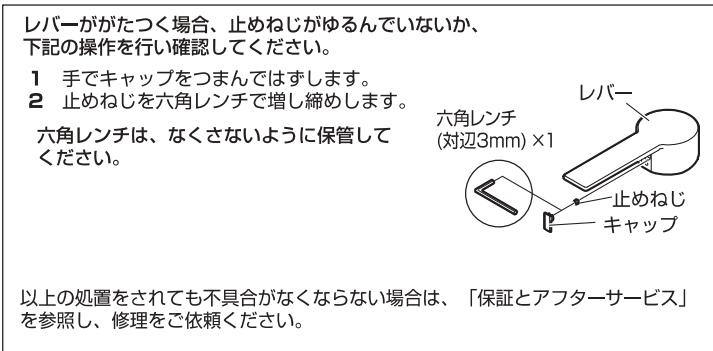 レバーががたつく場合、止めねじがゆるんでいないか、
下記の操作を行い確認してください。
1 手でキャップをつまんではずします。
2 止めねじを六角レンチで増し締めします。
六角レンチは、なくさないように保管して
ください。
レバー
六角レンチ
(対辺3mm)×1
止めねじ
キャップ
以上の処置をされても不具合がなくならない場合は、「保証とアフターサービス」
を参照し、修理をご依頼ください。